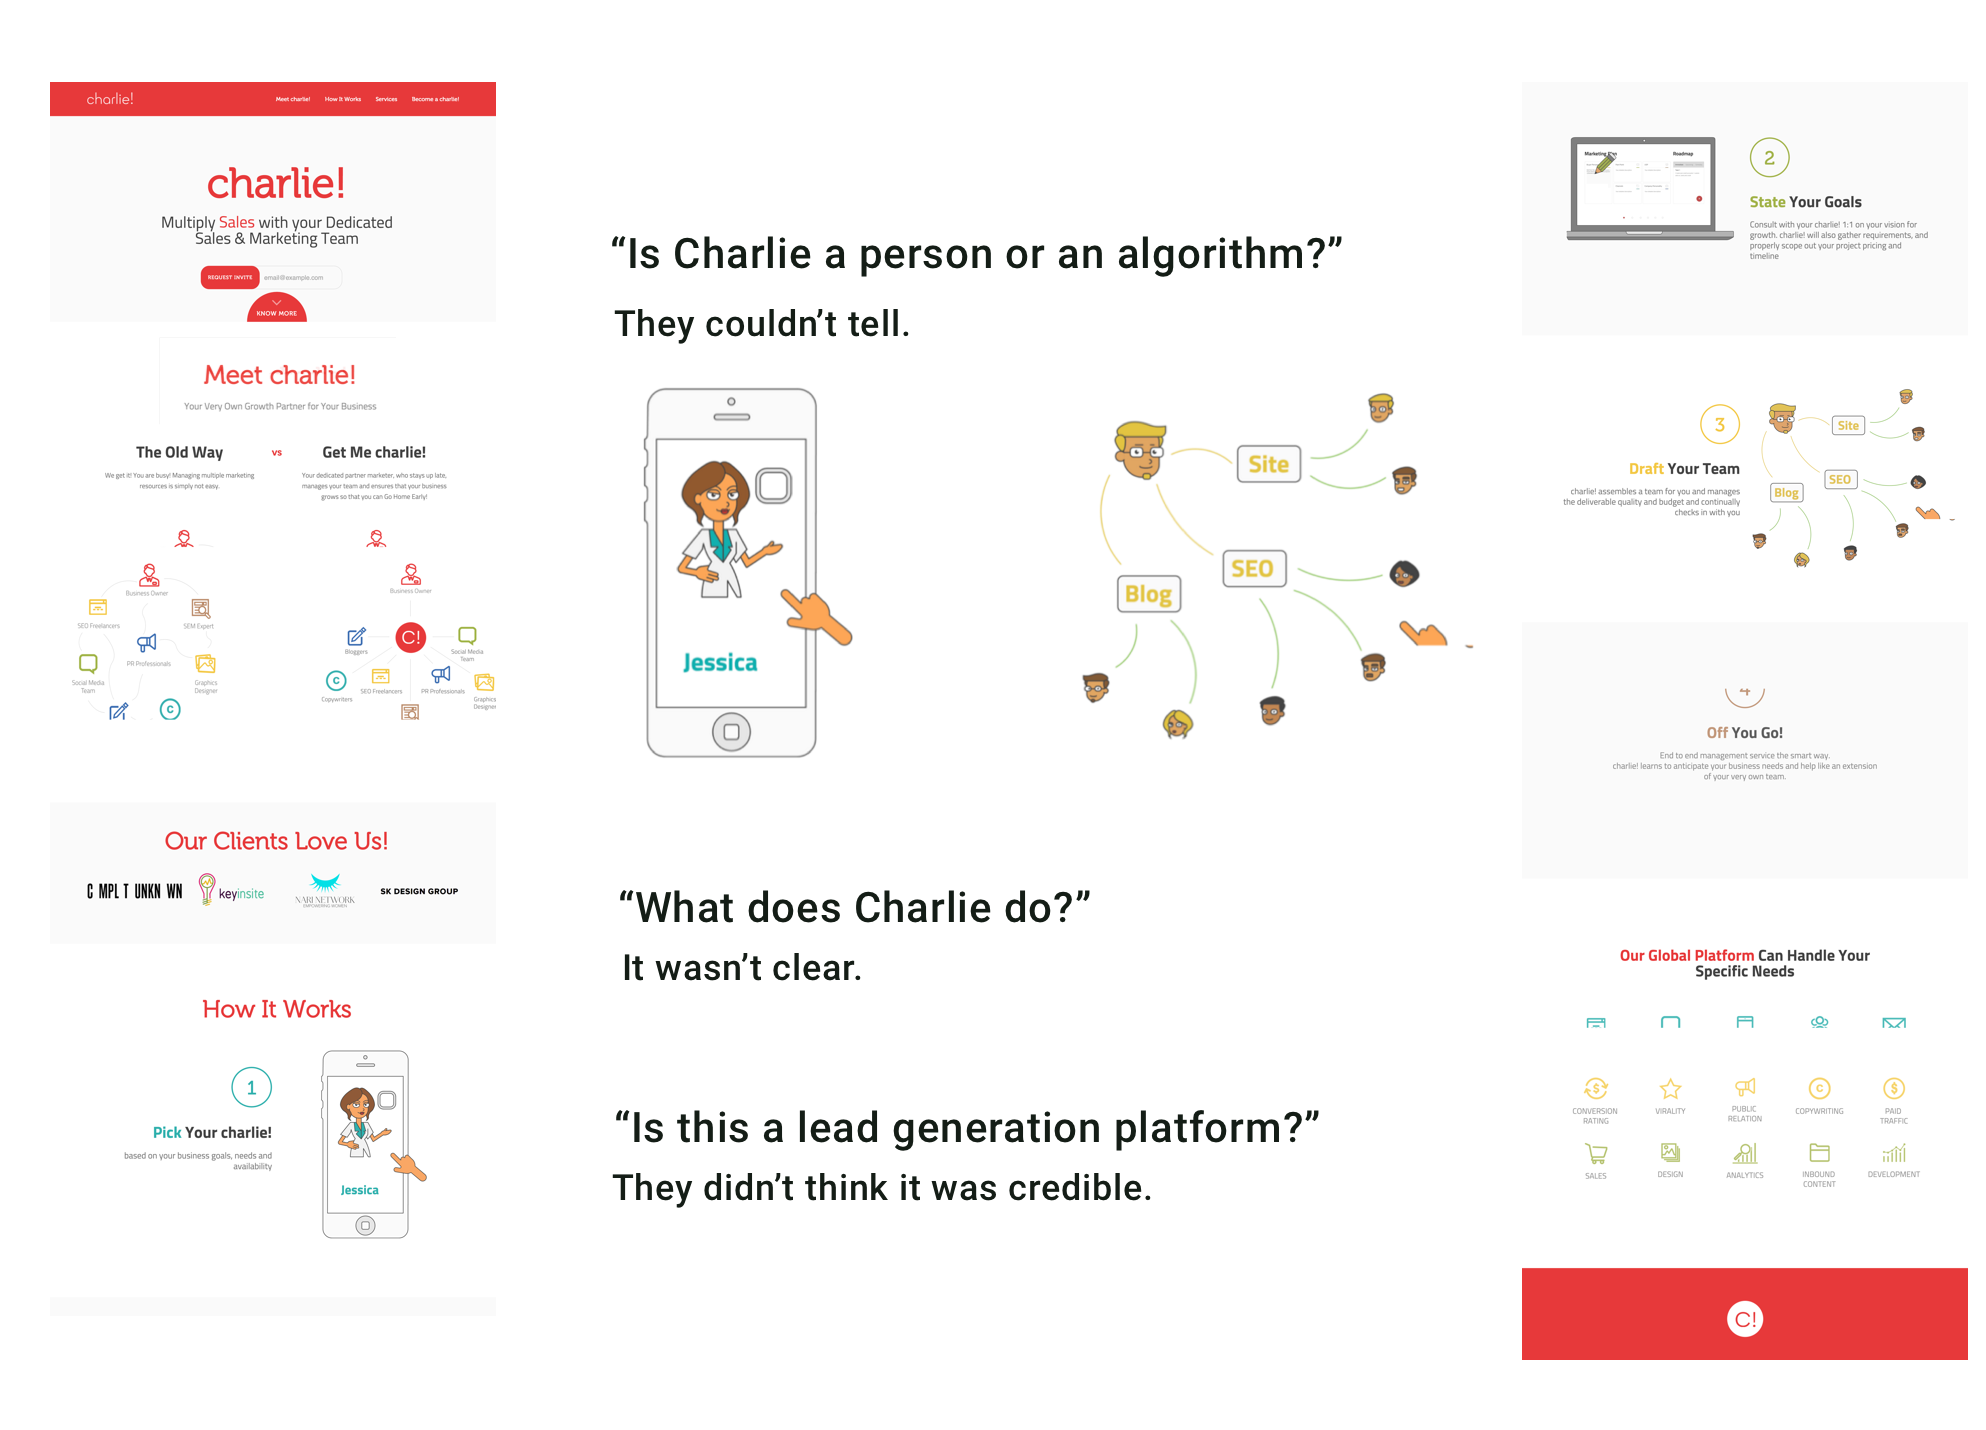 charlie!
Meet charlie!
How It Works
Services
Become a charlie!
charlie!
Multiply Sales with your Dedicated
Sales & Marketing Team
REQUEST INVITE
email@example.com
KNOW MORE
Meet charlie!
Your Very Own Growth Partner for Your Business
The Old Way
vs
Get Me charlie!
We get it! You are busy! Managing multiple marketing
resources is simply not easy.
Your dedicated partner marketer, who stays up late,
manages your team and ensures that your business
grows so that you can Go Home Early!
Business Owner
SEO Freelancers
SEM Expert
PR Professionals
Social Media
Team
Graphics
Designer
C
Business Owner
C!
Bloggers
Social Media
Team
C
Copywriters
SEO Freelancers
PR Professionals
Graphics
Designer
Our Clients Love Us!
C MPL T UNKN WN
keyinsite
NARI NETWORK
EMPOWERING WOMEN
SK DESIGN GROUP
How It Works
1
Pick Your charlie!
based on your business goals, needs and
availability
Jessica
“Is Charlie a person or an algorithm?”
They couldn’t tell.
Jessica
Site
SEO
Blog
“What does Charlie do?”
It wasn’t clear.
“Is this a lead generation platform?”
They didn’t think it was credible.
Marketing Plan
Roadmap
2
State Your Goals
Consult with your charlie! 1:1 on your vision for
growth. charlie! will also gather requirements, and
properly scope out your project pricing and
timeline
3
Draft Your Team
charlie! assembles a team for you and manages
the deliverable quality and budget and continually
checks in with you
Site
SEO
Blog
4
Off You Go!
End to end management service the smart way.
charlie! learns to anticipate your business needs and help like an extension
of your very own team.
Our Global Platform Can Handle Your
Specific Needs
CONVERSION
RATING
VIRALITY
PUBLIC
RELATION
C
COPYWRITING
$
PAID
TRAFFIC
SALES
DESIGN
ANALYTICS
INBOUND
CONTENT
DEVELOPMENT
C!